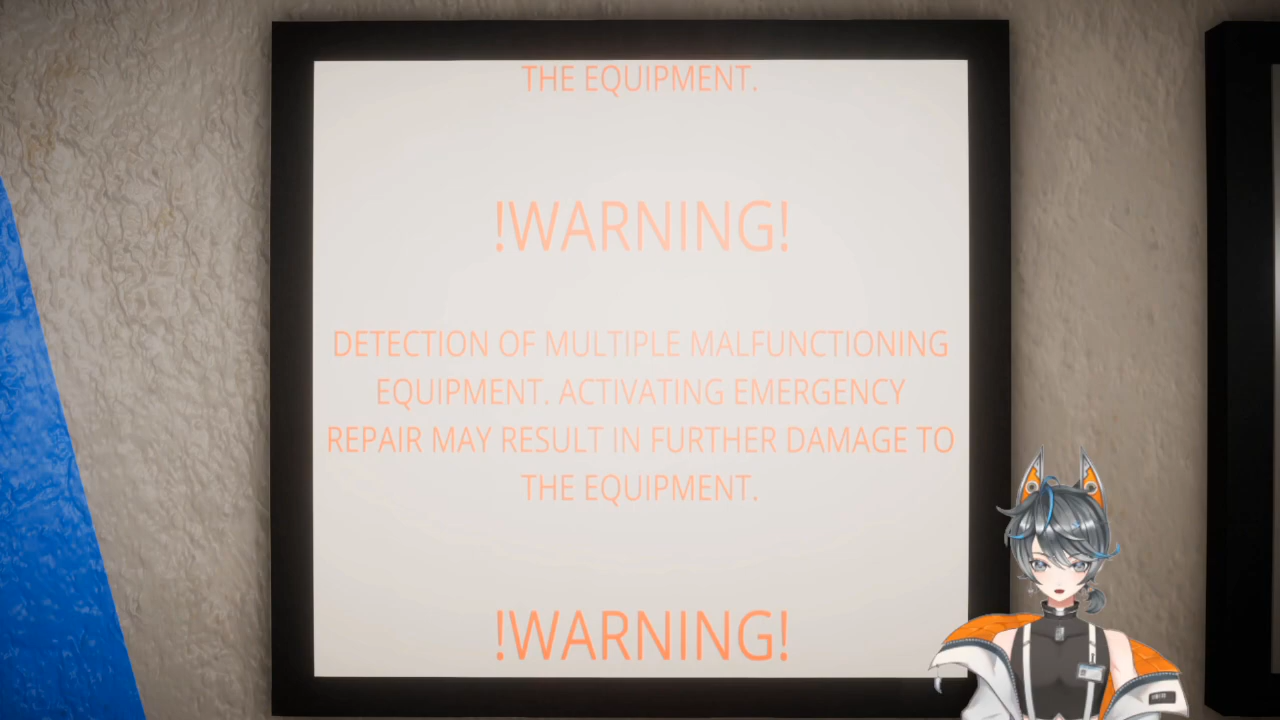 THE EQUIPMENT.
!WARNING!
DETECTION OF MULTIPLE MALFUNCTIONING
EQUIPMENT. ACTIVATING EMERGENCY
REPAIR MAY RESULT IN FURTHER DAMAGE TO
THE EQUIPMENT.
!WARNING!